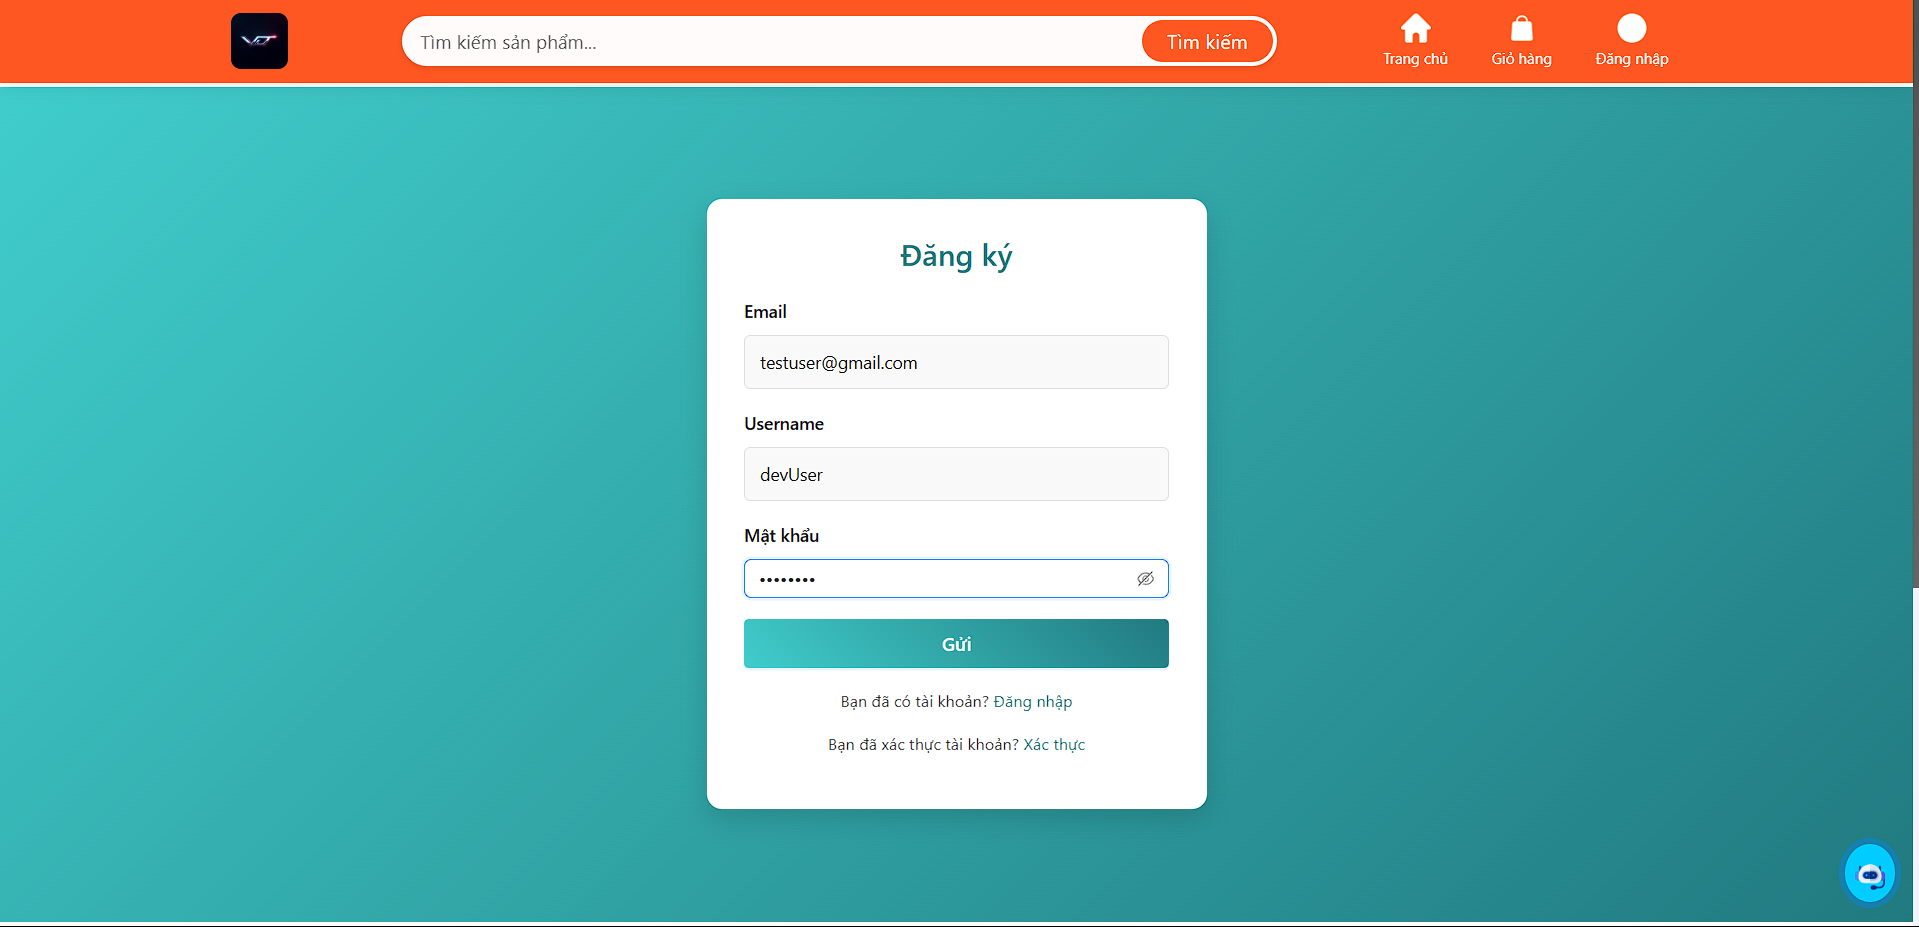 VT
Tìm kiếm sản phẩm...
Tìm kiếm
Trang chủ
Giỏ hàng
Đăng nhập
Đăng ký
Email
testuser@gmail.com
Username
devUser
Mật khẩu
••••••••
Gửi
Bạn đã có tài khoản? Đăng nhập
Bạn đã xác thực tài khoản? Xác thực